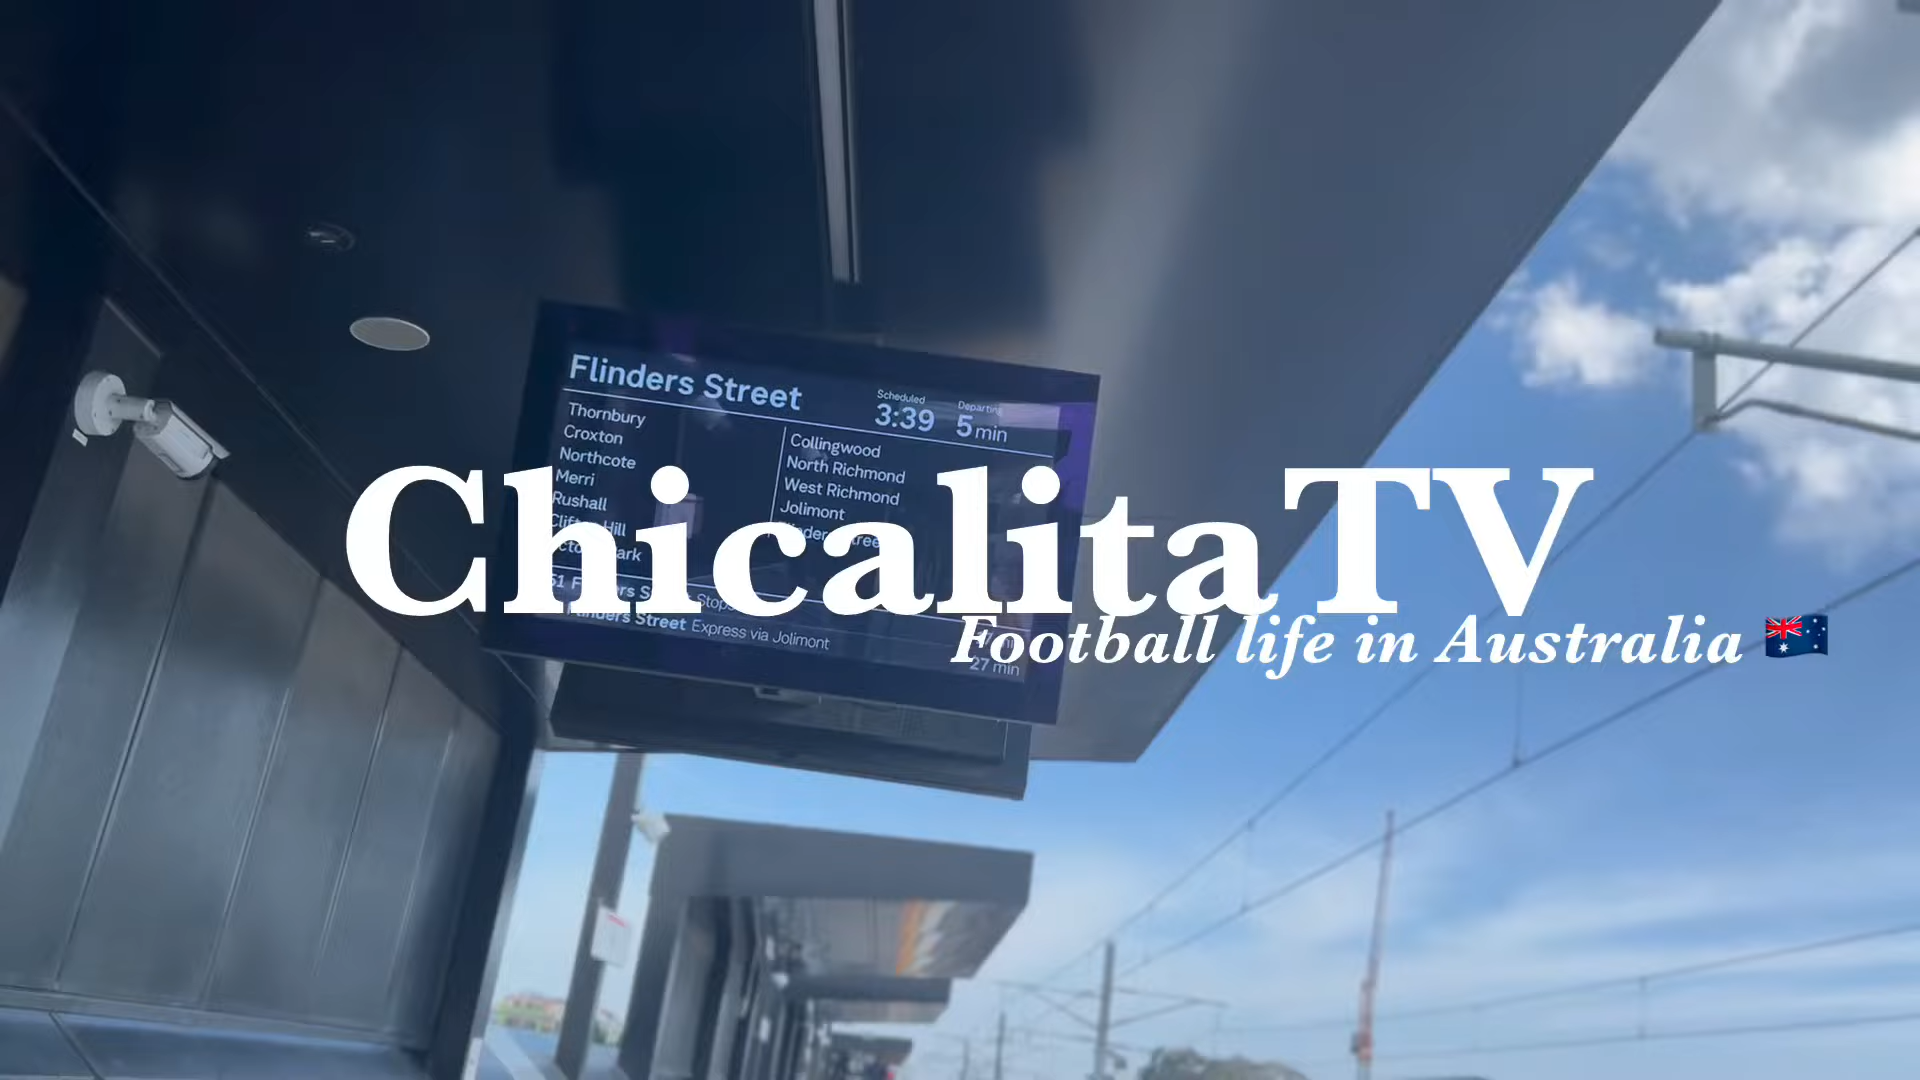 Flinders Street
Scheduled
3:39
Departing
5 min
Thornbury
Croxton
Northcote
Merri
Rushall
Collingwood
North Richmond
West Richmond
Jolimont
Stops
Flinders Street Express via Jolimont
27 min
ChicalitaTV
Football life in Australia